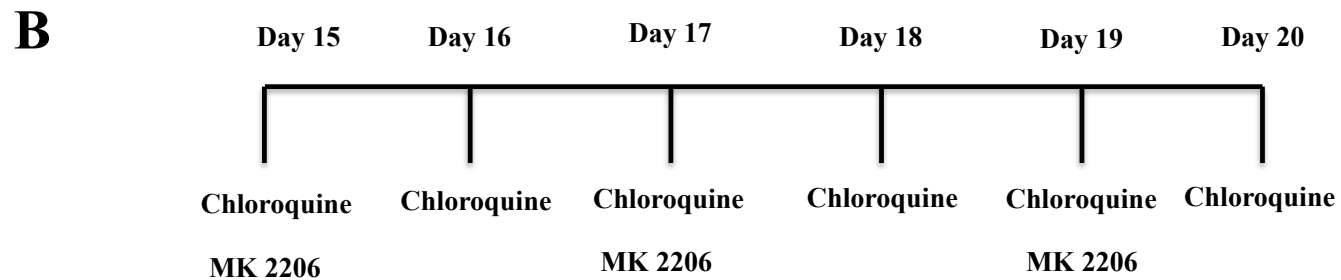 B
Day 15 Day 16 Day 17 Day 18 Day 19 Day 20
Chloroquine Chloroquine Chloroquine Chloroquine Chloroquine Chloroquine
MK 2206 MK 2206 MK 2206